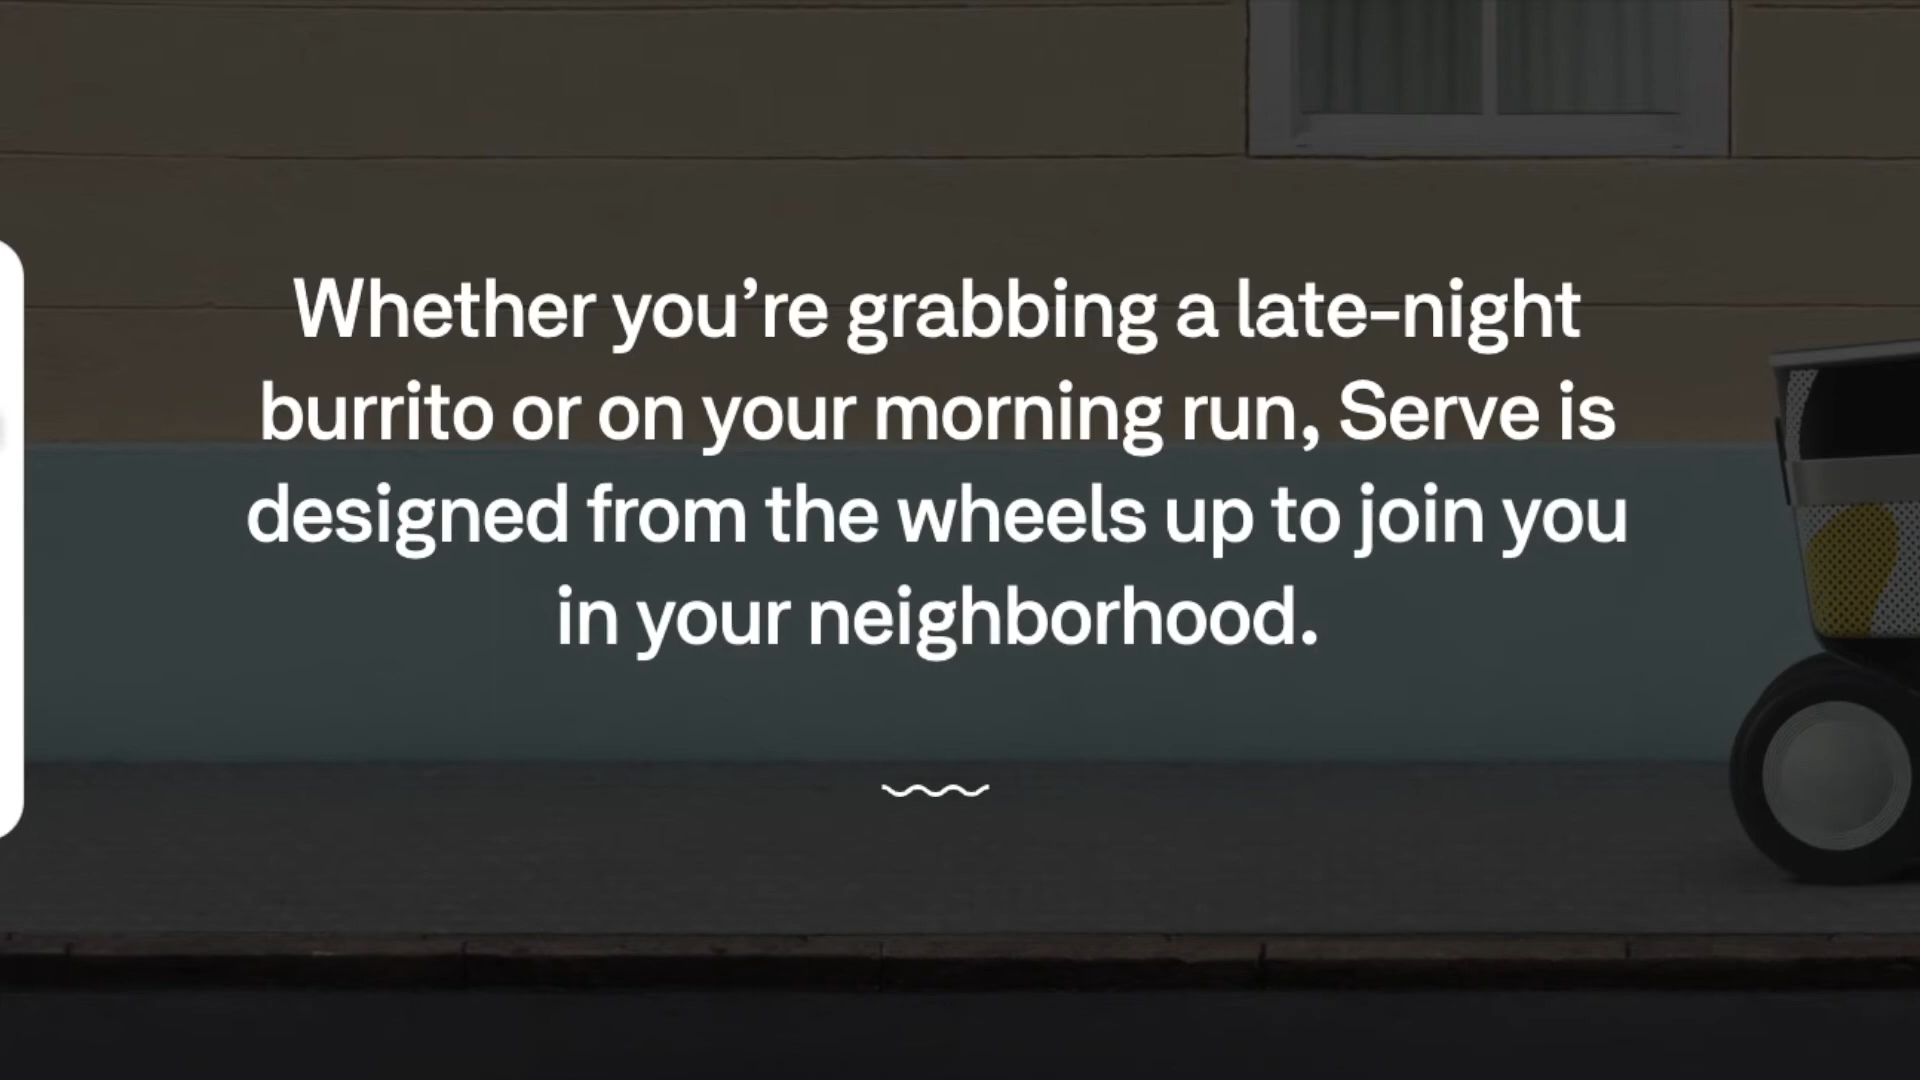 Whether you’re grabbing a late-night
burrito or on your morning run, Serve is
designed from the wheels up to join you
in your neighborhood.